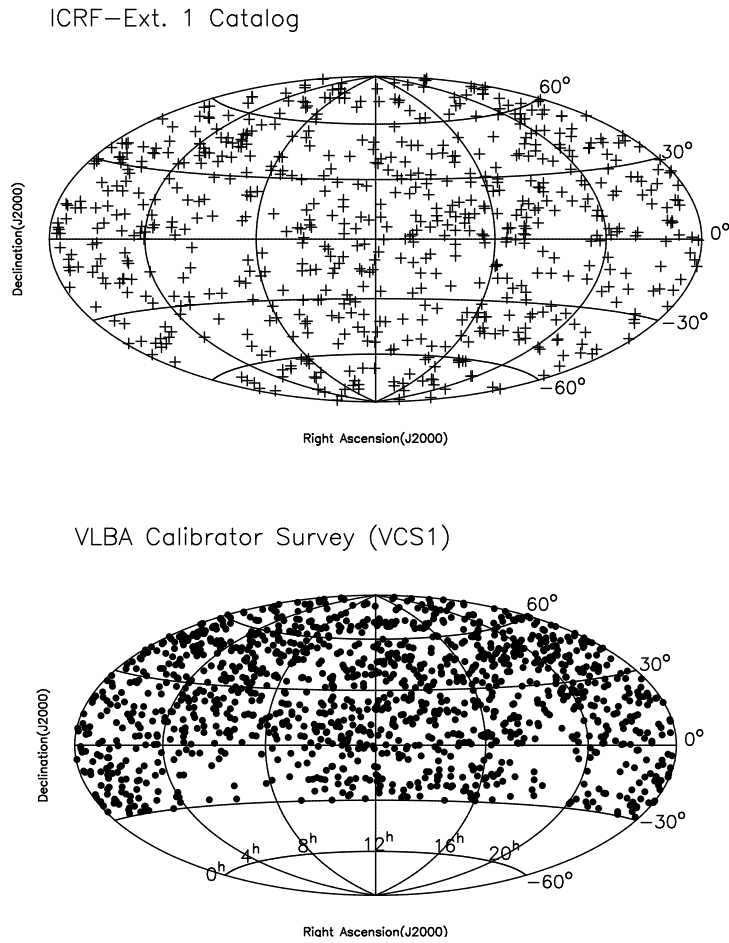 ICRF-Ext. 1 Catalog
60°
30°
0°
-30°
-60°
Declination(J2000)
Right Ascension(J2000)
VLBA Calibrator Survey (VCS1)
60°
30°
0°
-30°
0ʰ 4ʰ 8ʰ 12ʰ 16ʰ 20ʰ
-60°
Declination(J2000)
Right Ascension(J2000)